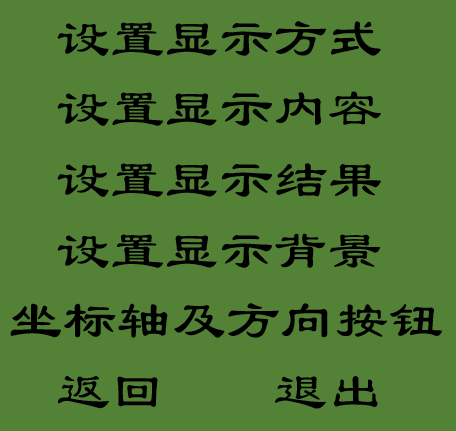 设置显示方式
设置显示内容
设置显示结果
设置显示背景
坐标轴及方向按钮
返回 退出